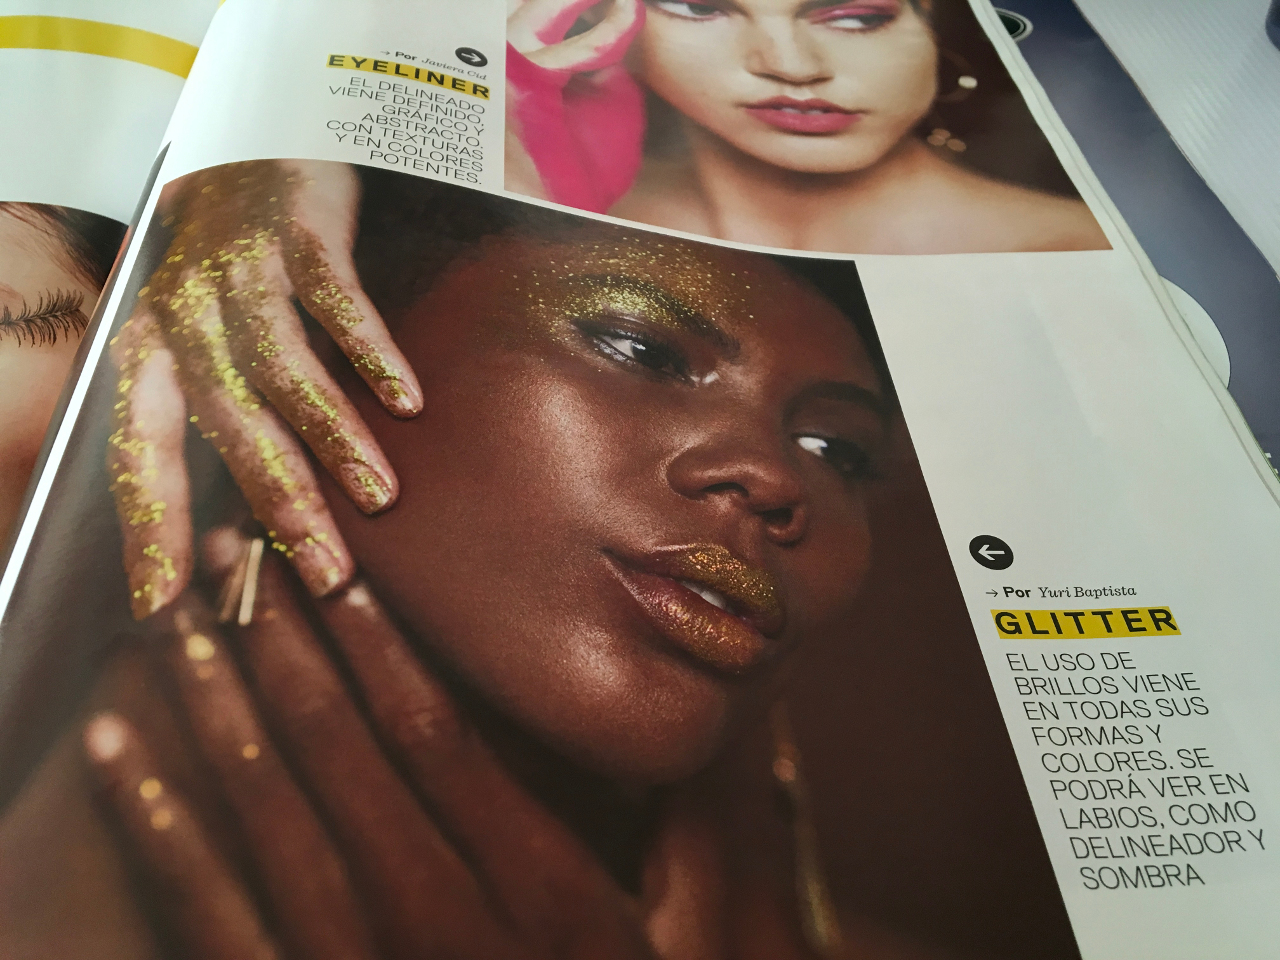 → Por Javiera Cid
EYELINER
EL DELINEADO
VIENE DEFINIDO,
GRÁFICO Y
ABSTRACTO.
CON TEXTURAS
Y EN COLORES
POTENTES.
→ Por Yuri Baptista
GLITTER
EL USO DE
BRILLOS VIENE
EN TODAS SUS
FORMAS Y
COLORES. SE
PODRÁ VER EN
LABIOS, COMO
DELINEADOR Y
SOMBRA